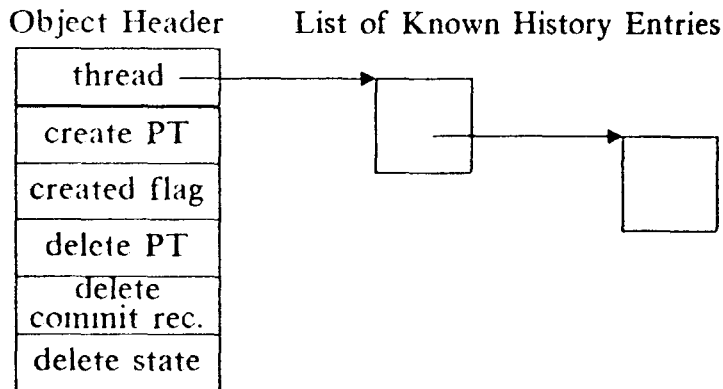 Object Header
List of Known History Entries
thread
create PT
created flag
delete PT
delete
commit rec.
delete state